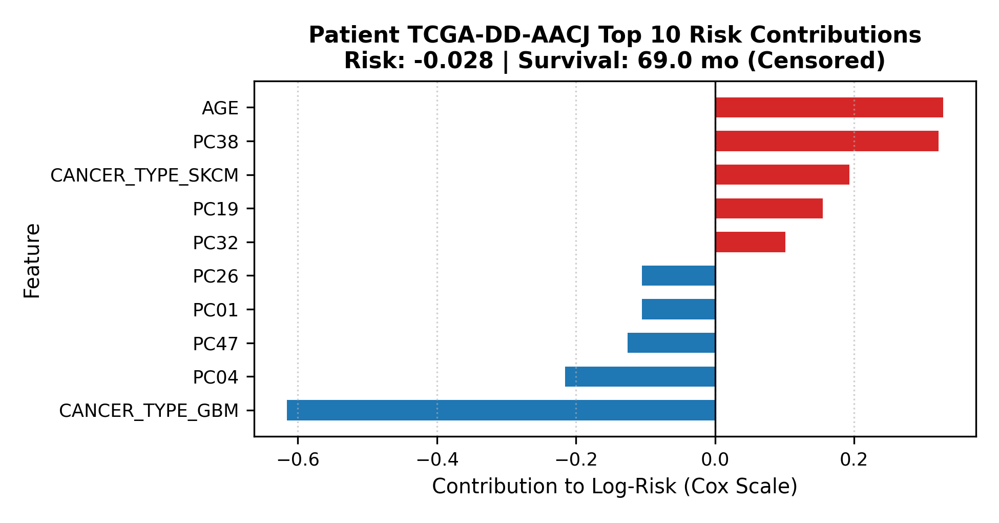 Patient TCGA-DD-AACJ Top 10 Risk Contributions
Risk: -0.028 | Survival: 69.0 mo (Censored)
Feature
AGE
PC38
CANCER_TYPE_SKCM
PC19
PC32
PC26
PC01
PC47
PC04
CANCER_TYPE_GBM
−0.6 −0.4 −0.2 0.0 0.2
Contribution to Log-Risk (Cox Scale)